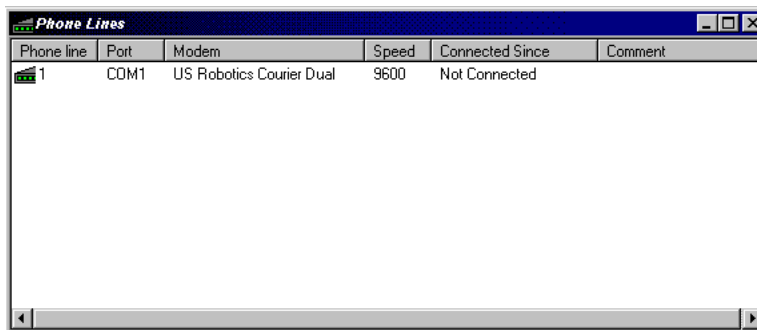 Phone Lines
Phone line Port Modem Speed Connected Since Comment
1 COM1 US Robotics Courier Dual 9600 Not Connected